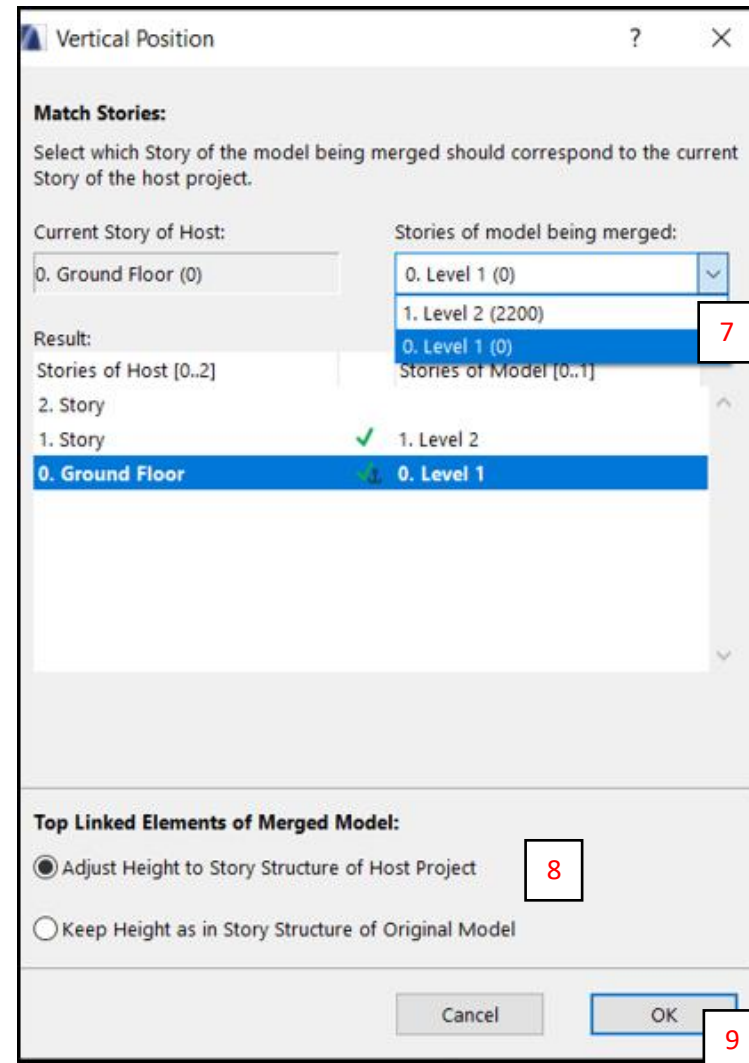 Vertical Position ? ×
Match Stories:
Select which Story of the model being merged should correspond to the current
Story of the host project.
Current Story of Host: Stories of model being merged:
0. Ground Floor (0) 0. Level 1 (0)
1. Level 2 (2200)
7
Result: 0. Level 1 (0)
Stories of Host [0..2] Stories of Model [0..1]
2. Story
1. Story ✓ 1. Level 2
0. Ground Floor ✓ 0. Level 1
Top Linked Elements of Merged Model:
Adjust Height to Story Structure of Host Project 8
Keep Height as in Story Structure of Original Model
Cancel OK
9